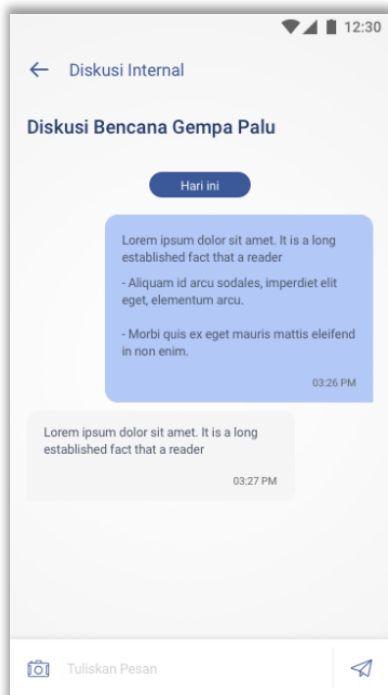 12:30
Diskusi Internal
Diskusi Bencana Gempa Palu
Hari ini
Lorem ipsum dolor sit amet. It is a long
established fact that a reader
- Aliquam id arcu sodales, imperdiet elit
eget, elementum arcu.
- Morbi quis ex eget mauris mattis eleifend
in non enim.
03:26 PM
Lorem ipsum dolor sit amet. It is a long
established fact that a reader
03:27 PM
Tuliskan Pesan